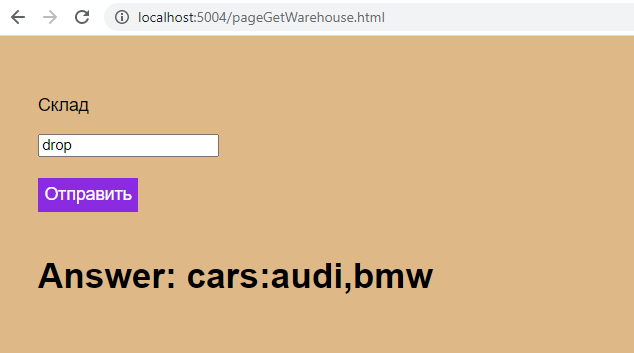 localhost:5004/pageGetWarehouse.html
Склад
drop
Отправить
Answer: cars:audi,bmw